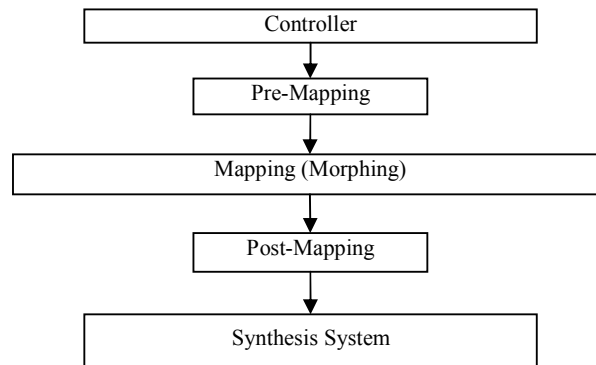 Controller
Pre-Mapping
Mapping (Morphing)
Post-Mapping
Synthesis System